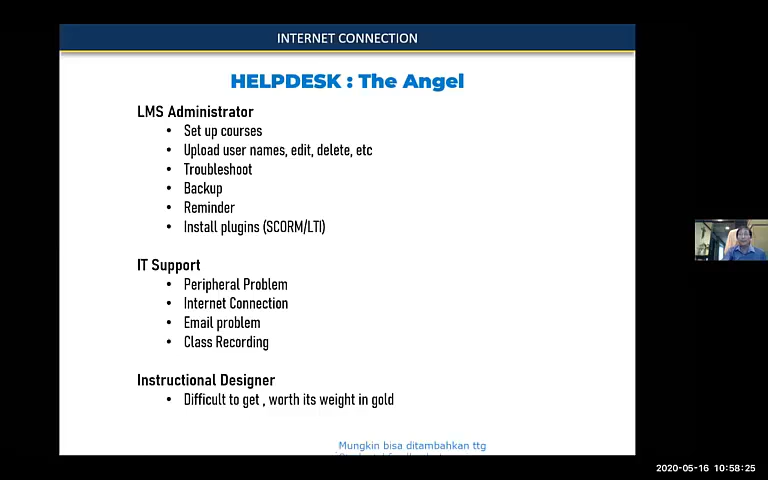 INTERNET CONNECTION
HELPDESK : The Angel
LMS Administrator
• Set up courses
• Upload user names, edit, delete, etc
• Troubleshoot
• Backup
• Reminder
• Install plugins (SCORM/LTI)
IT Support
• Peripheral Problem
• Internet Connection
• Email problem
• Class Recording
Instructional Designer
• Difficult to get , worth its weight in gold
Mungkin bisa ditambahkan ttg
2020-05-16 10:58:25